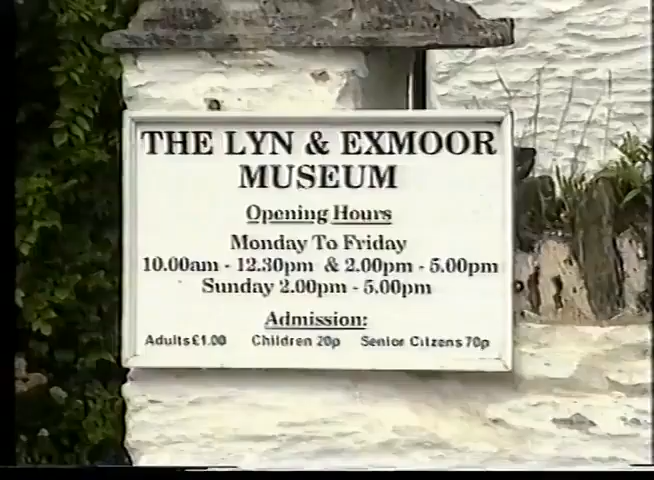 THE LYN & EXMOOR
MUSEUM
Opening Hours
Monday To Friday
10.00am - 12.30pm & 2.00pm - 5.00pm
Sunday 2.00pm - 5.00pm
Admission:
Adults £1.00 Children 20p Senior Citzens 70p